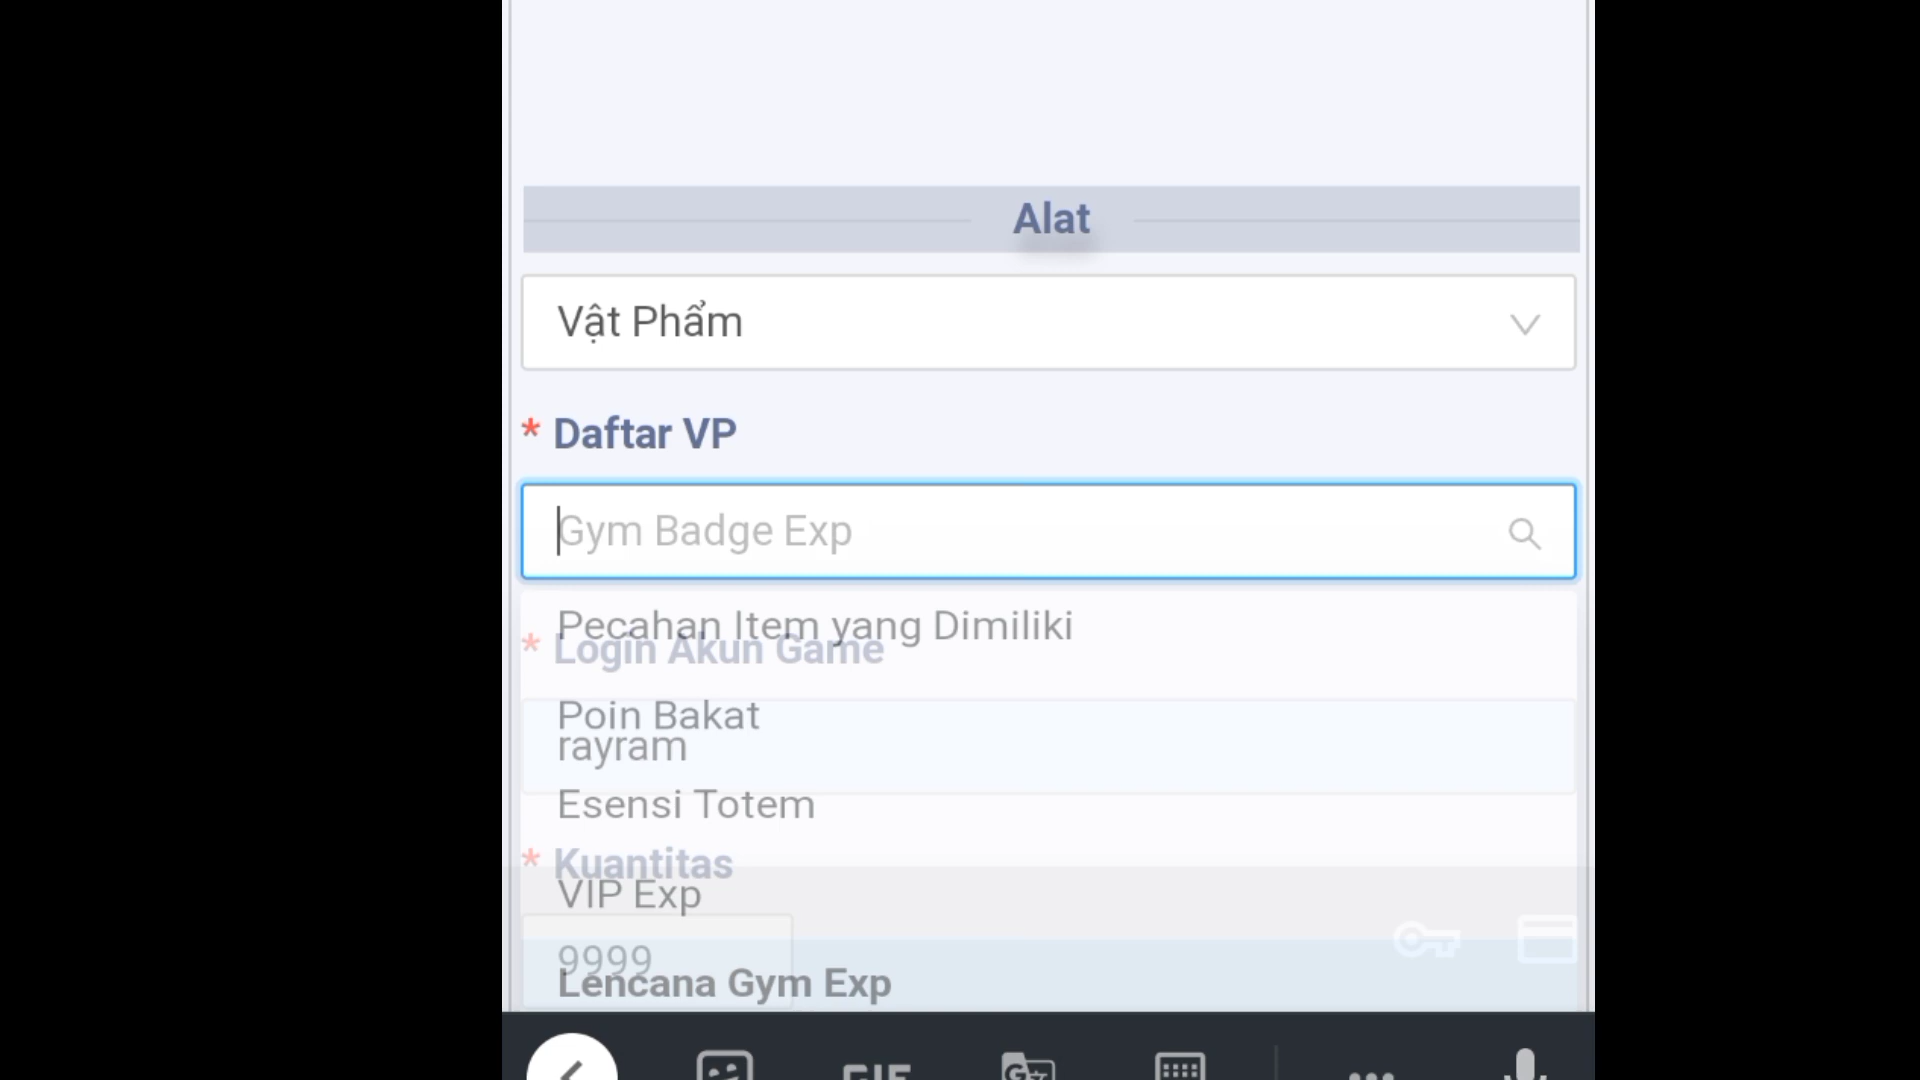 Alat
Vật Phẩm
* Daftar VP
Gym Badge Exp
Pecahan Item yang Dimiliki
* Login Akun Game
Poin Bakat
rayram
Esensi Totem
* Kuantitas
VIP Exp
9999
Lencana Gym Exp
GIF